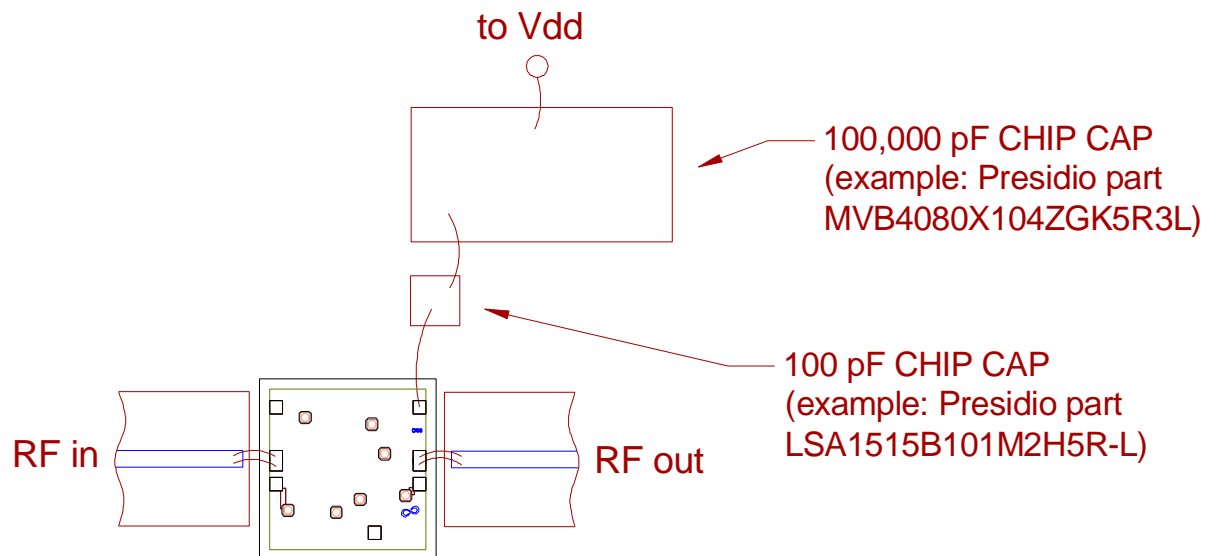 to Vdd
100,000 pF CHIP CAP
(example: Presidio part
MVB4080X104ZGK5R3L)
100 pF CHIP CAP
(example: Presidio part
LSA1515B101M2H5R-L)
RF in
RF out